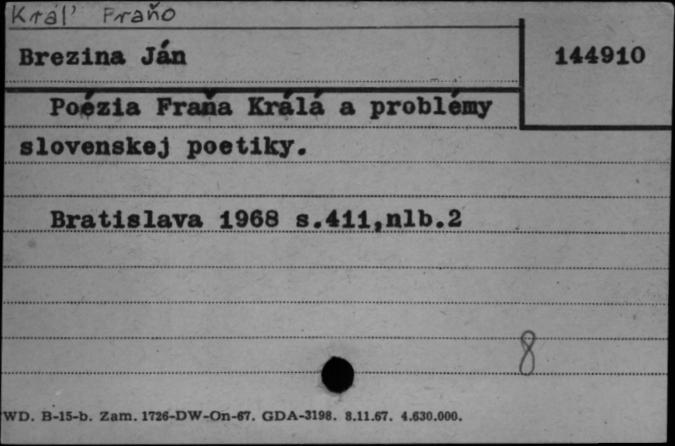 Kráľ Fraňo
Brezina Ján
144910
Poézia Fraňa Kráľa a problémy
slovenskej poetiky.
Bratislava 1968 s.411,nlb.2
8
WD. B-15-b. Zam. 1726-DW-On-67. GDA-3198. 8.11.67. 4.630.000.